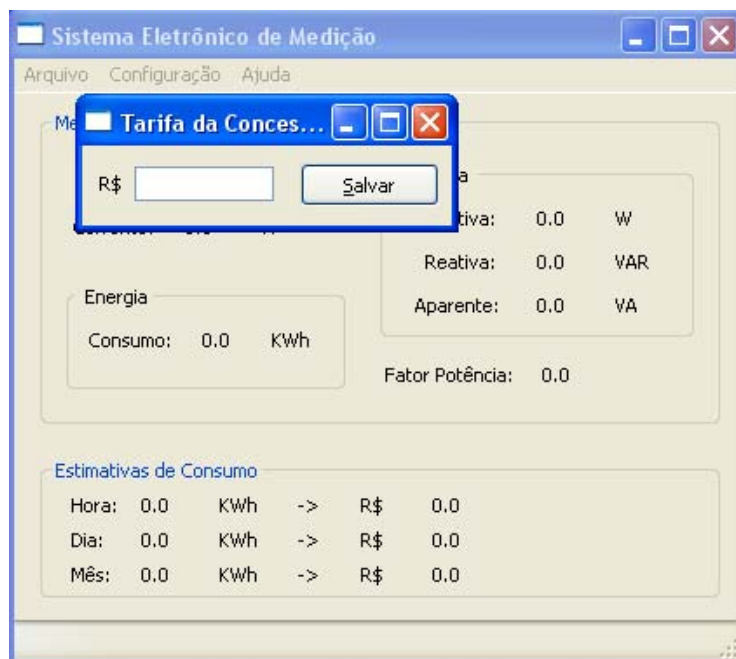 Sistema Eletrônico de Medição
Arquivo Configuração Ajuda
Tarifa da Conces...
R$ Salvar
Reativa: 0.0 VAR
0.0 W
Energia
Aparente: 0.0 VA
Consumo: 0.0 KWh
Fator Potência: 0.0
Estimativas de Consumo
Hora: 0.0 KWh -> R$ 0.0
Dia: 0.0 KWh -> R$ 0.0
Mês: 0.0 KWh -> R$ 0.0